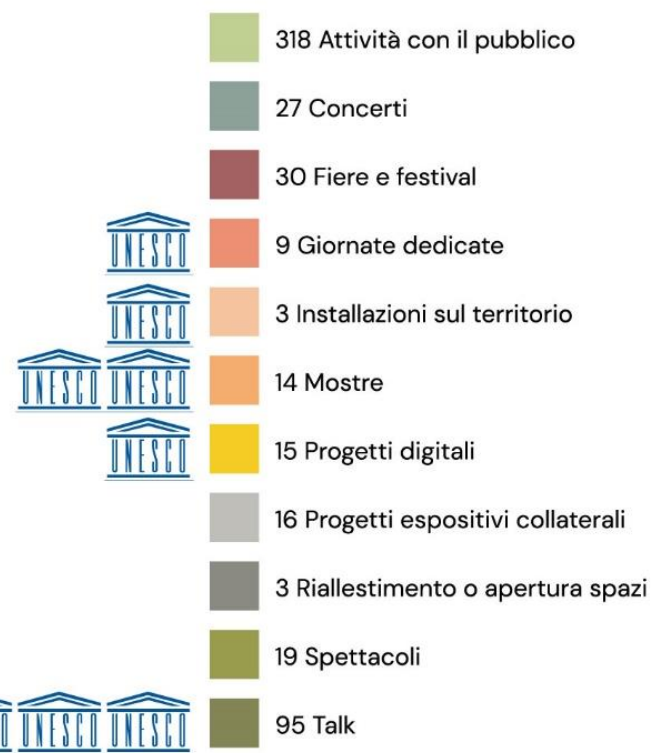 318 Attività con il pubblico
27 Concerti
30 Fiere e festival
UNESCO 9 Giornate dedicate
UNESCO 3 Installazioni sul territorio
UNESCO UNESCO 14 Mostre
UNESCO 15 Progetti digitali
16 Progetti espositivi collaterali
3 Riallestimento o apertura spazi
19 Spettacoli
UNESCO UNESCO 95 Talk